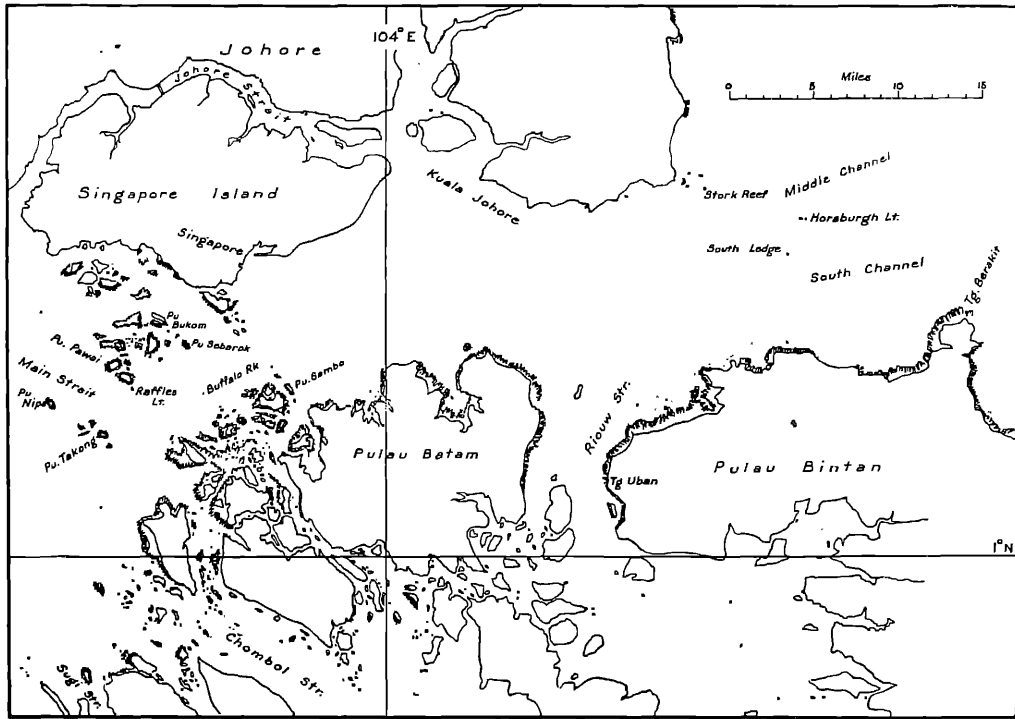 Johore
104° E
Johore Strait
Miles
0 5 10 15
Singapore Island
Kuala Johore
Stork Reef
Middle Channel
Horsburgh Lt.
Singapore
South Ledge
South Channel
Tg. Berakit
Pu Bukom
Pu Sebarok
Pu. Pawai
Main Strait
Raffles Lt.
Buffalo Rk
Pu. Sambo
Pu Nipa
Pu. Takong
Riouw Str.
Pulau Batam
Tg Uban
Pulau Bintan
1° N
Chombol Str.
Sugi Str.